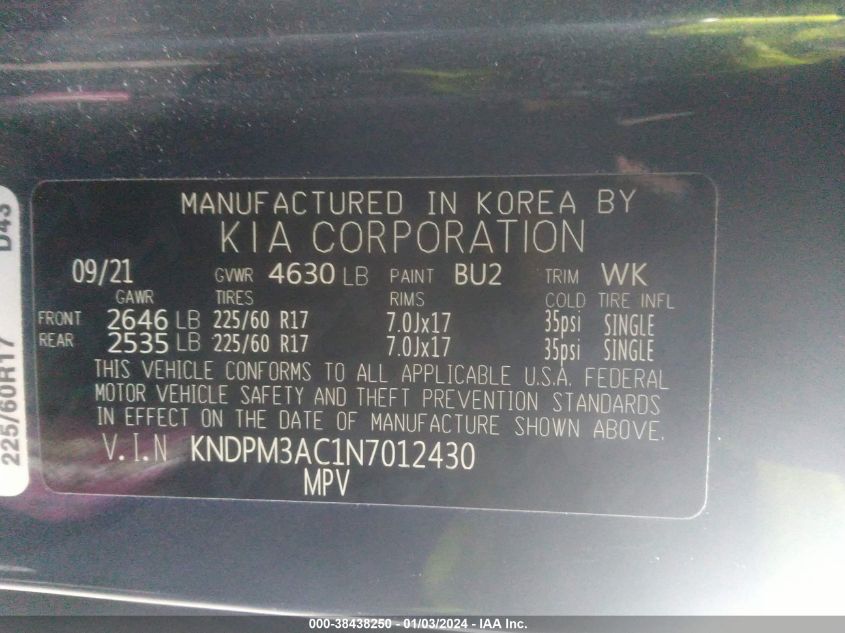 MANUFACTURED IN KOREA BY
KIA CORPORATION
09/21 GVWR 4630 LB PAINT BU2 TRIM WK
GAWR TIRES RIMS COLD TIRE INFL
FRONT 2646 LB 225/60 R17 7.0Jx17 35psi SINGLE
REAR 2535 LB 225/60 R17 7.0Jx17 35psi SINGLE
THIS VEHICLE CONFORMS TO ALL APPLICABLE U.S.A. FEDERAL
MOTOR VEHICLE SAFETY AND THEFT PREVENTION STANDARDS
IN EFFECT ON THE DATE OF MANUFACTURE SHOWN ABOVE.
V.I.N KNDPM3AC1N7012430
MPV
225/60R17 D43
000-38438250 - 01/03/2024 - IAA Inc.